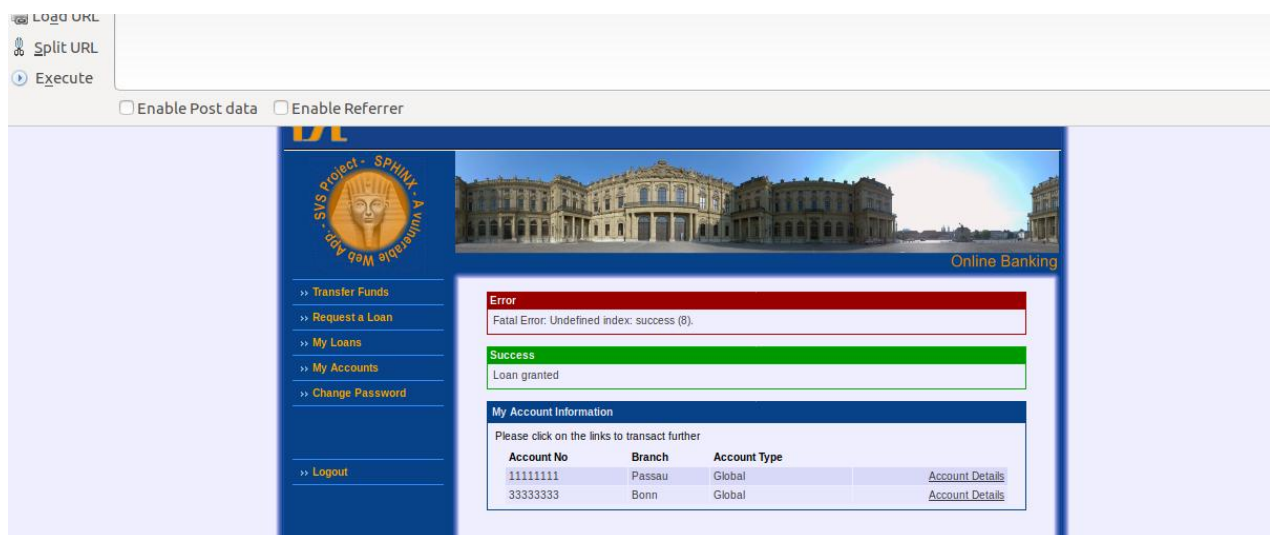 Load URL
Split URL
Execute
Enable Post data Enable Referrer
SVS Project - SPHINX - A vulnerable Web App. -
Online Banking
›› Transfer Funds
›› Request a Loan
›› My Loans
›› My Accounts
›› Change Password
›› Logout
Error
Fatal Error: Undefined index: success (8).
Success
Loan granted
My Account Information
Please click on the links to transact further
Account No Branch Account Type
11111111 Passau Global Account Details
33333333 Bonn Global Account Details